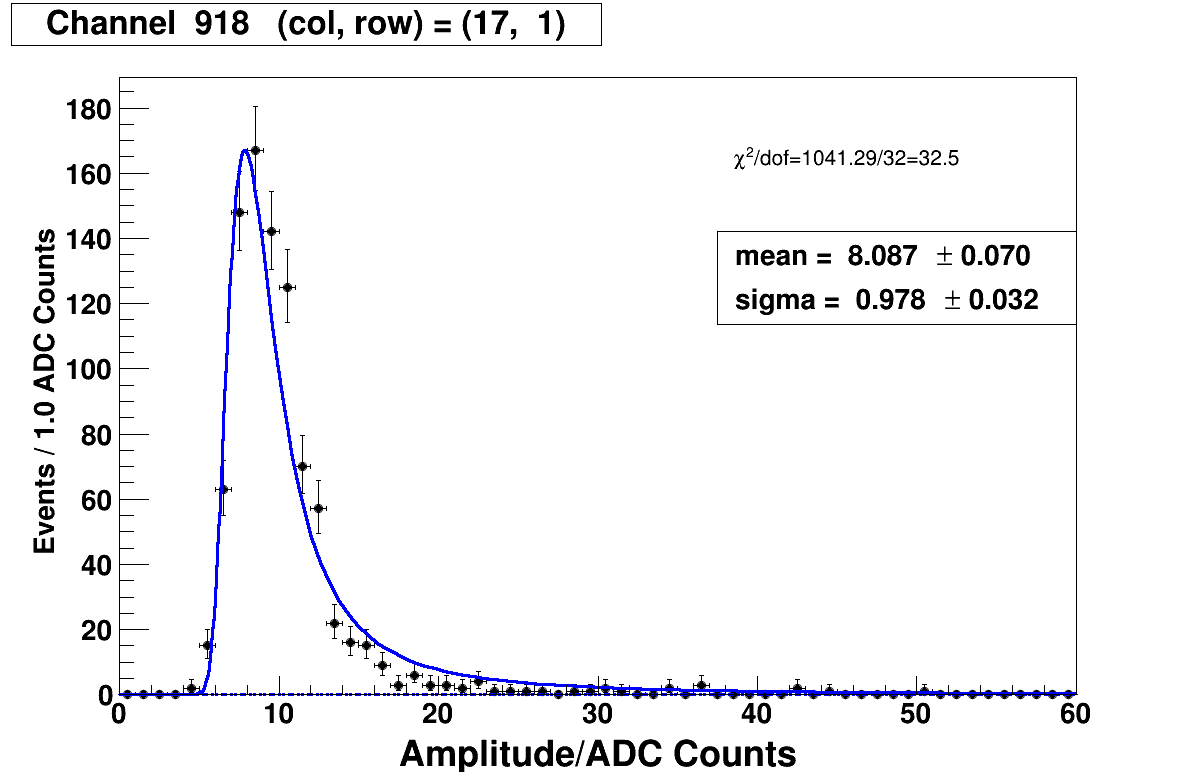 Channel 918 (col, row) = (17, 1)
180
160
140
120
100
80
60
40
20
0
Events / 1.0 ADC Counts
χ²/dof=1041.29/32=32.5
mean = 8.087 ± 0.070
sigma = 0.978 ± 0.032
0 10 20 30 40 50 60
Amplitude/ADC Counts